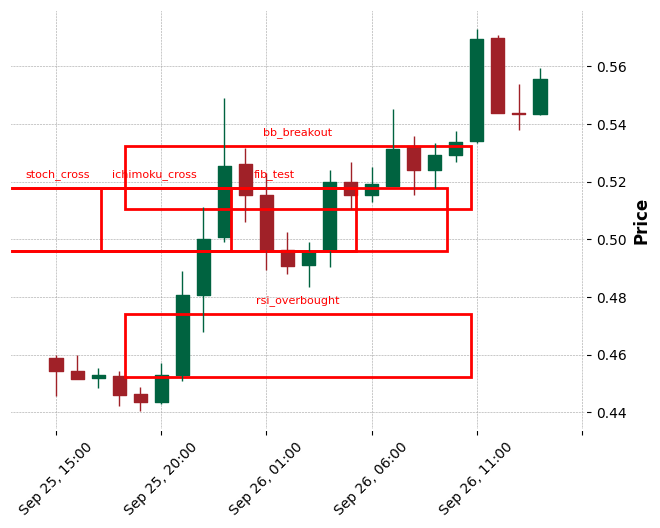 0.56
bb_breakout
0.54
stoch_cross ichimoku_cross fib_test
0.52
0.50
Price
rsi_overbought
0.48
0.46
0.44
Sep 25, 15:00
Sep 25, 20:00
Sep 26, 01:00
Sep 26, 06:00
Sep 26, 11:00